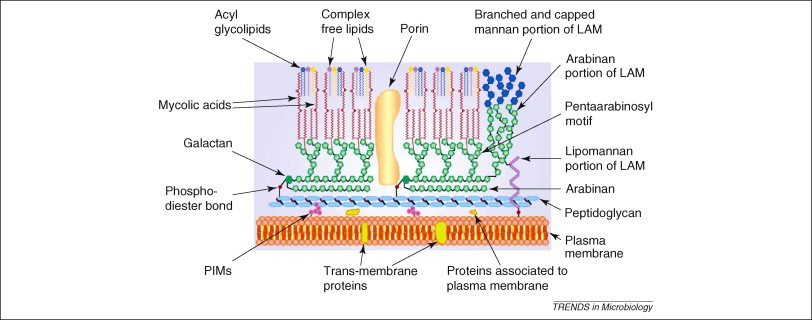 Acyl
glycolipids
Complex
free lipids
Porin
Branched and capped
mannan portion of LAM
Arabinan
portion of LAM
Mycolic acids
Pentaarabinosyl
motif
Galactan
Lipomannan
portion of LAM
Phospho-
diester bond
Arabinan
Peptidoglycan
Plasma
membrane
PIMs
Trans-membrane
proteins
Proteins associated to
plasma membrane
TRENDS in Microbiology